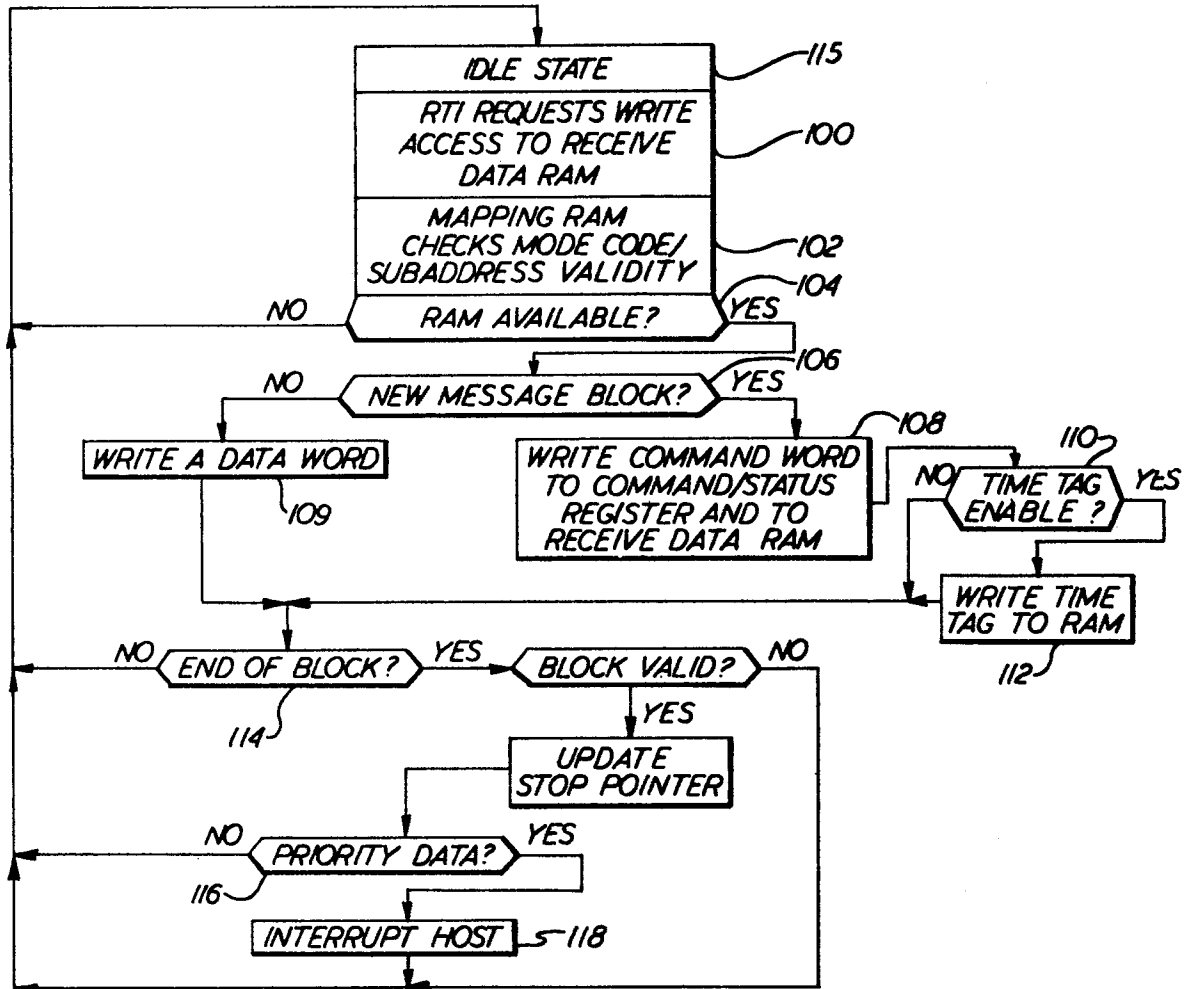 IDLE STATE
115
RTI REQUESTS WRITE
ACCESS TO RECEIVE
DATA RAM
100
MAPPING RAM
CHECKS MODE CODE/
SUBADDRESS VALIDITY
102
104
NO
RAM AVAILABLE?
YES
106
NO
NEW MESSAGE BLOCK?
YES
108
WRITE A DATA WORD
109
WRITE COMMAND WORD
TO COMMAND/STATUS
REGISTER AND TO
RECEIVE DATA RAM
110
NO
TIME TAG
ENABLE ?
YES
WRITE TIME
TAG TO RAM
112
NO
END OF BLOCK?
YES
114
BLOCK VALID?
NO
YES
UPDATE
STOP POINTER
NO
PRIORITY DATA?
YES
116
INTERRUPT HOST
118